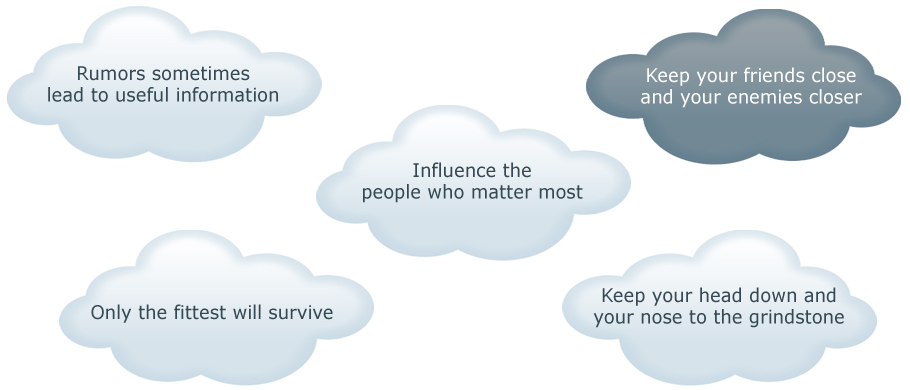 Rumors sometimes
lead to useful information
Keep your friends close
and your enemies closer
Influence the
people who matter most
Only the fittest will survive
Keep your head down and
your nose to the grindstone